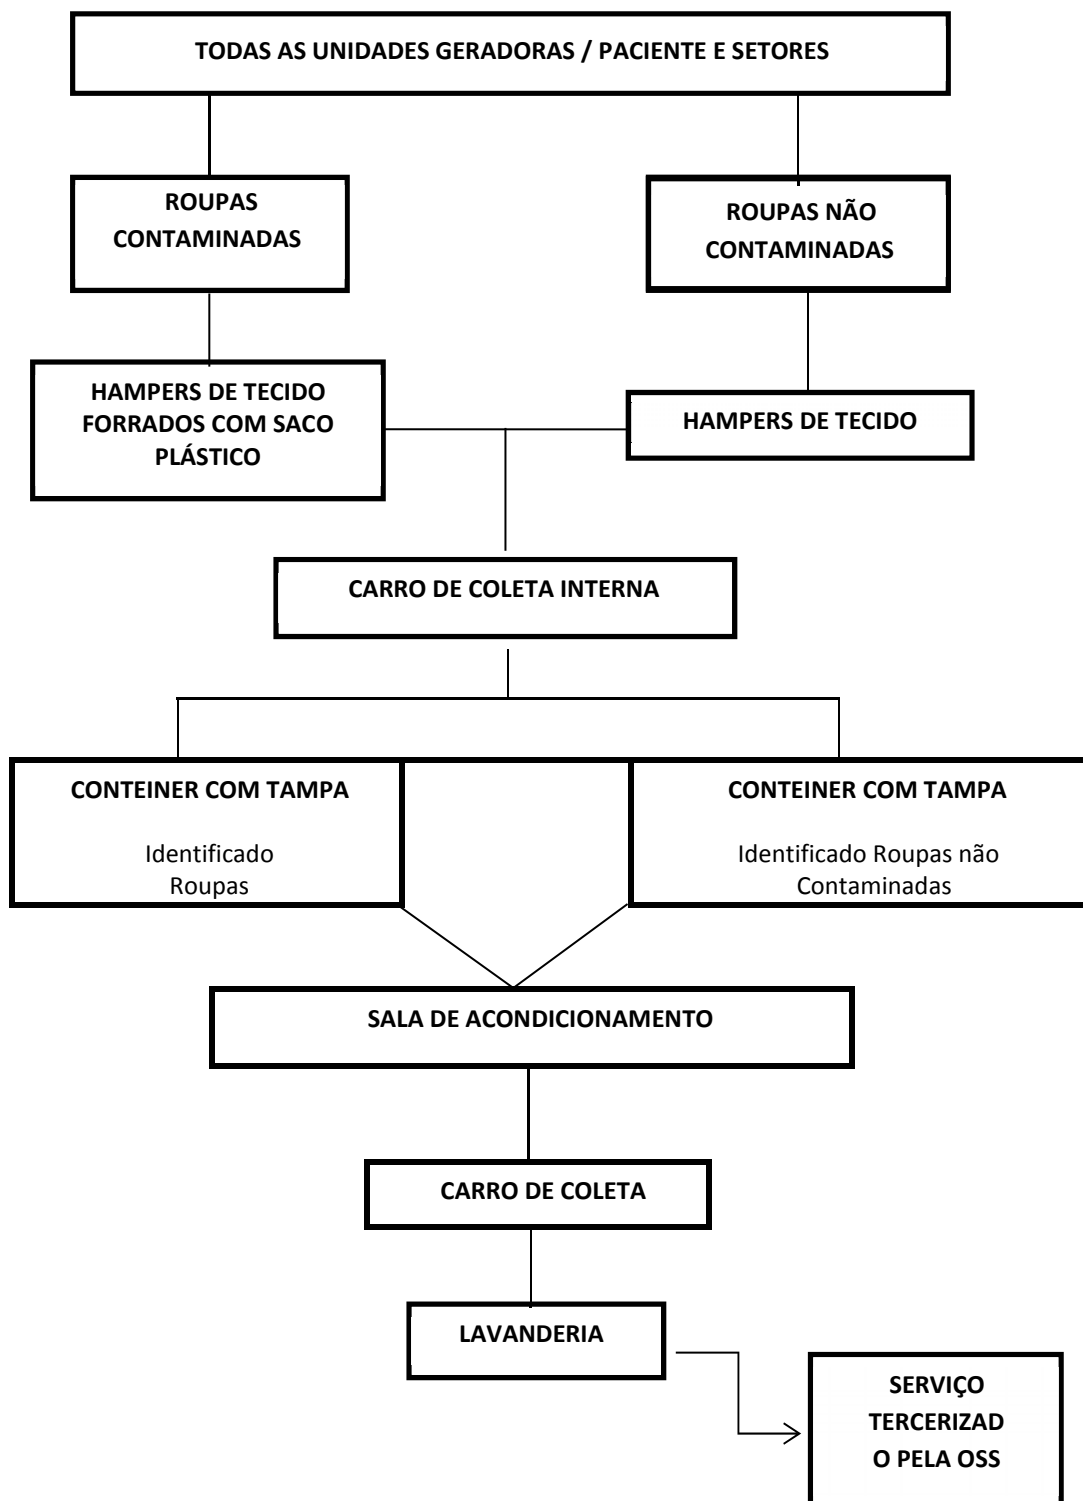 TODAS AS UNIDADES GERADORAS / PACIENTE E SETORES
ROUPAS
CONTAMINADAS
ROUPAS NÃO
CONTAMINADAS
HAMPERS DE TECIDO
FORRADOS COM SACO
PLÁSTICO
HAMPERS DE TECIDO
CARRO DE COLETA INTERNA
CONTEINER COM TAMPA
Identificado
Roupas
CONTEINER COM TAMPA
Identificado Roupas não
Contaminadas
SALA DE ACONDICIONAMENTO
CARRO DE COLETA
LAVANDERIA
SERVIÇO
TERCERIZAD
O PELA OSS